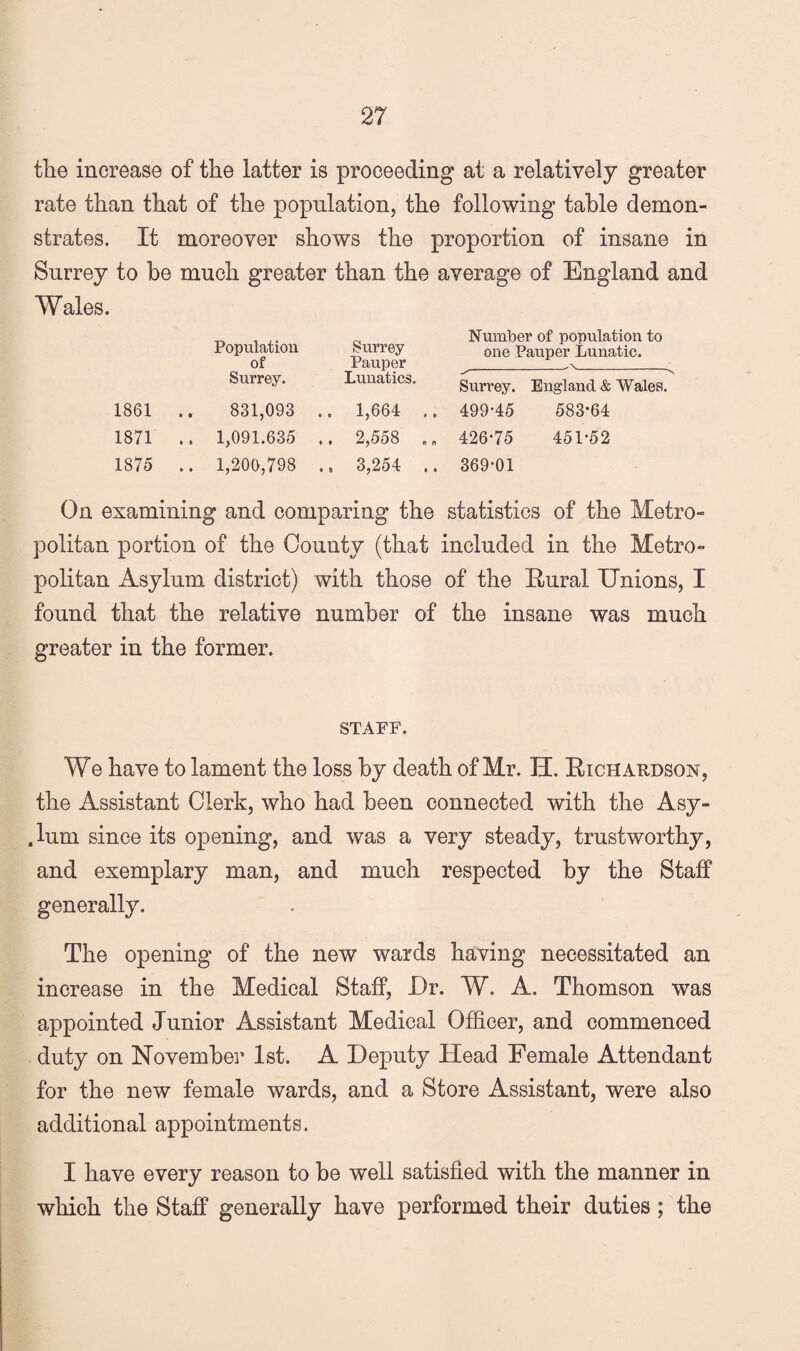 27
the increase of the latter is proceeding at a relatively greater
rate than that of the population, the following table demon-
strates. It moreover shows the proportion of insane in
Surrey to be much greater than the average of England and
Wales.
Population of Surrey. Surrey Pauper Lunatics. Number of population to one Pauper Lunatic.
Surrey. England & Wales.
1861 .. 831,093 .. 1,664 .. 499·45 583·64
1871 .. 1,091.635 .. 2,558 .. 426·75 451·52
1875 .. 1,200,798 .. 3,254 .. 369·01
On examining and comparing the statistics of the Metro-
politan portion of the County (that included in the Metro-
politan Asylum district) with those of the Rural Unions, I
found that the relative number of the insane was much
greater in the former.
STAFF.
We have to lament the loss by death of Mr. H. RICHARDSON,
the Assistant Clerk, who had been connected with the Asy-
lum since its opening, and was a very steady, trustworthy,
and exemplary man, and much respected by the Staff
generally.
The opening of the new wards having necessitated an
increase in the Medical Staff, Dr. W. A. Thomson was
appointed Junior Assistant Medical Officer, and commenced
duty on November 1st. A Deputy Head Female Attendant
for the new female wards, and a Store Assistant, were also
additional appointments.
I have every reason to be well satisfied with the manner in
which the Staff generally have performed their duties ; the